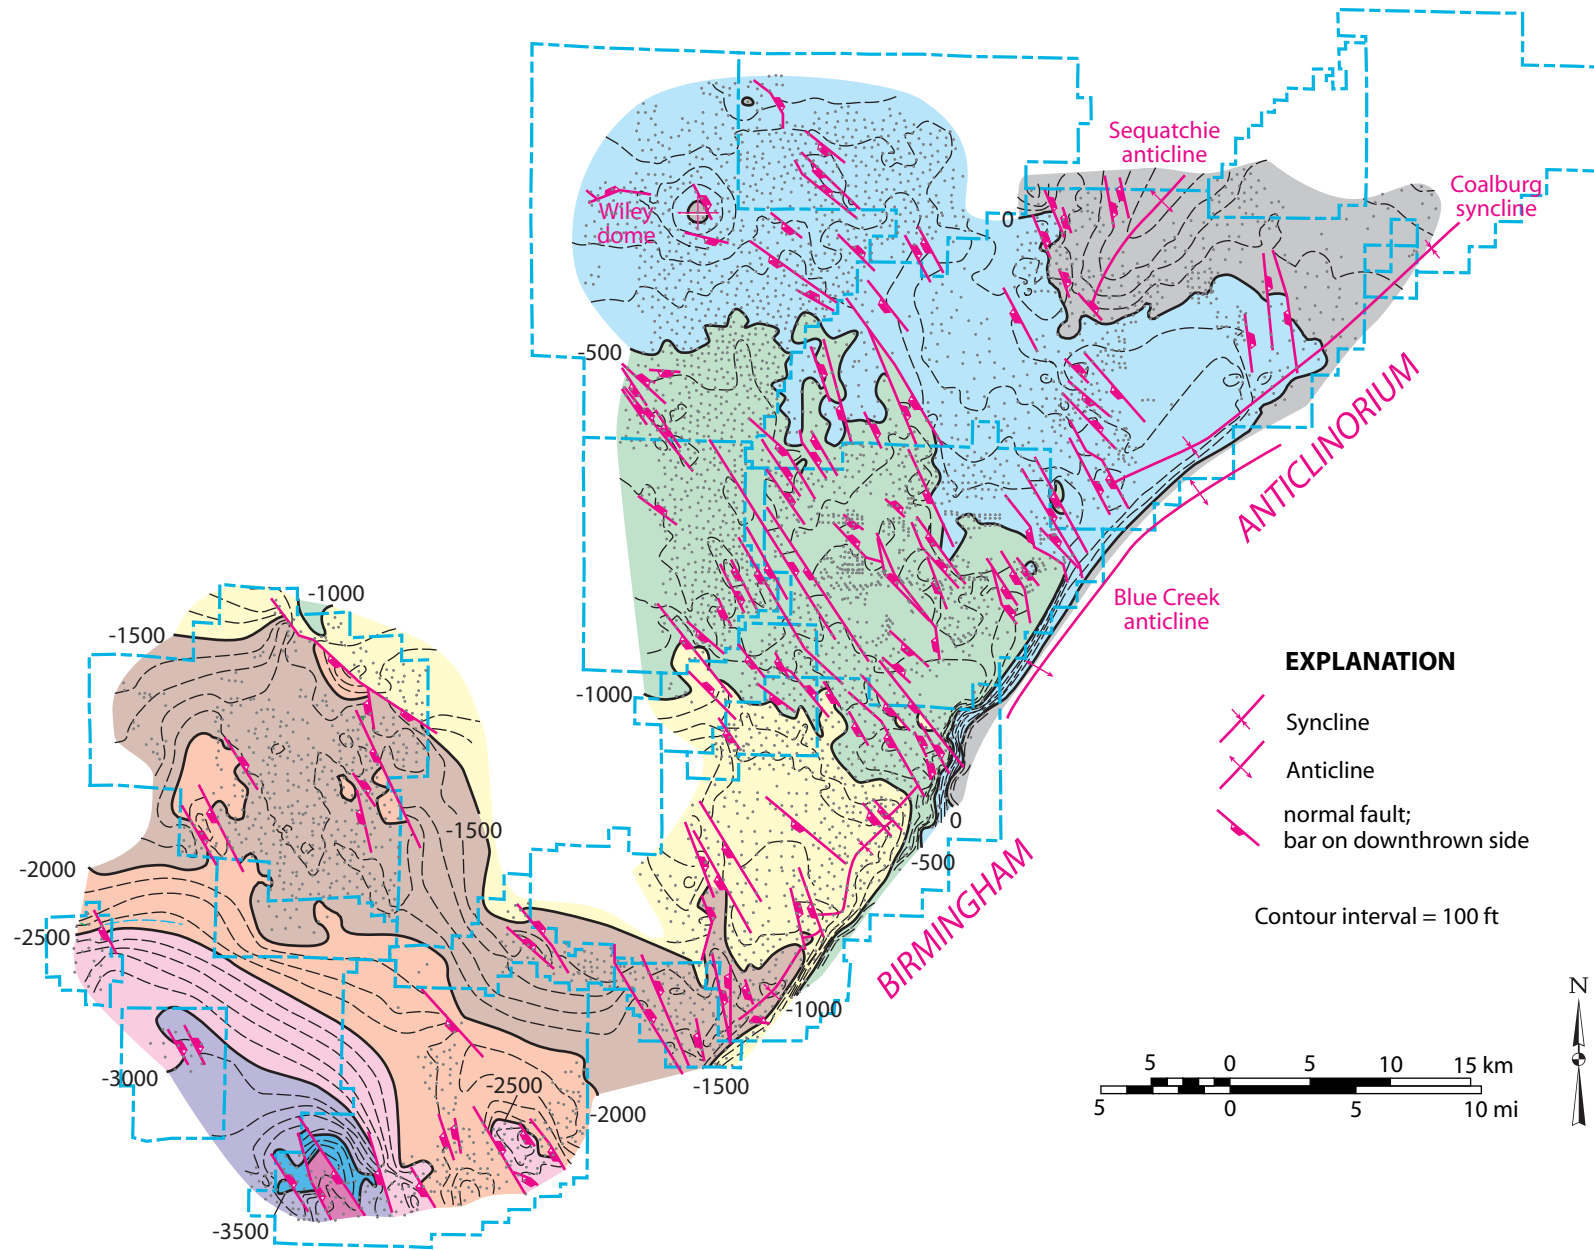 Sequatchie
anticline
Coalburg
syncline
Wiley
dome
0
-500
ANTICLINORIUM
-1000
-1500
Blue Creek
anticline
-1000
EXPLANATION
Syncline
Anticline
normal fault;
bar on downthrown side
Contour interval = 100 ft
-1500
0
-500
BIRMINGHAM
-2000
-2500
-1000
N
-3000
-2500
-1500
-2000
5 0 5 10 15 km
5 0 5 10 mi
-3500